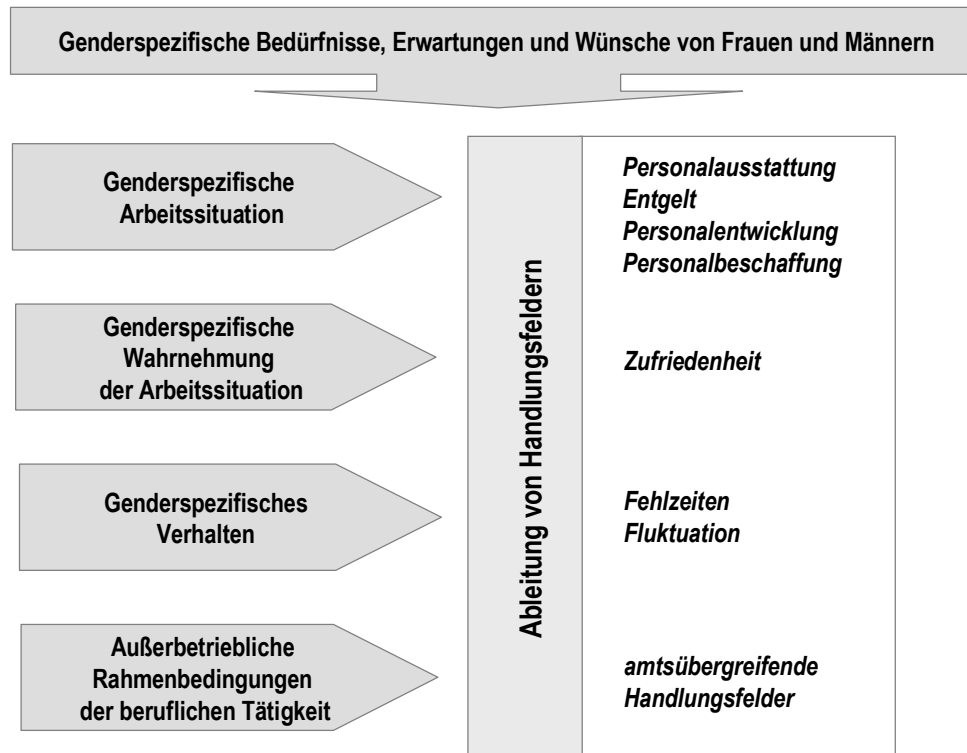 Genderspezifische Bedürfnisse, Erwartungen und Wünsche von Frauen und Männern
Genderspezifische
Arbeitssituation
Genderspezifische
Wahrnehmung
der Arbeitssituation
Genderspezifisches
Verhalten
Außerbetriebliche
Rahmenbedingungen
der beruflichen Tätigkeit
Ableitung von Handlungsfeldern
Personalausstattung
Entgelt
Personalentwicklung
Personalbeschaffung
Zufriedenheit
Fehlzeiten
Fluktuation
amtsübergreifende
Handlungsfelder